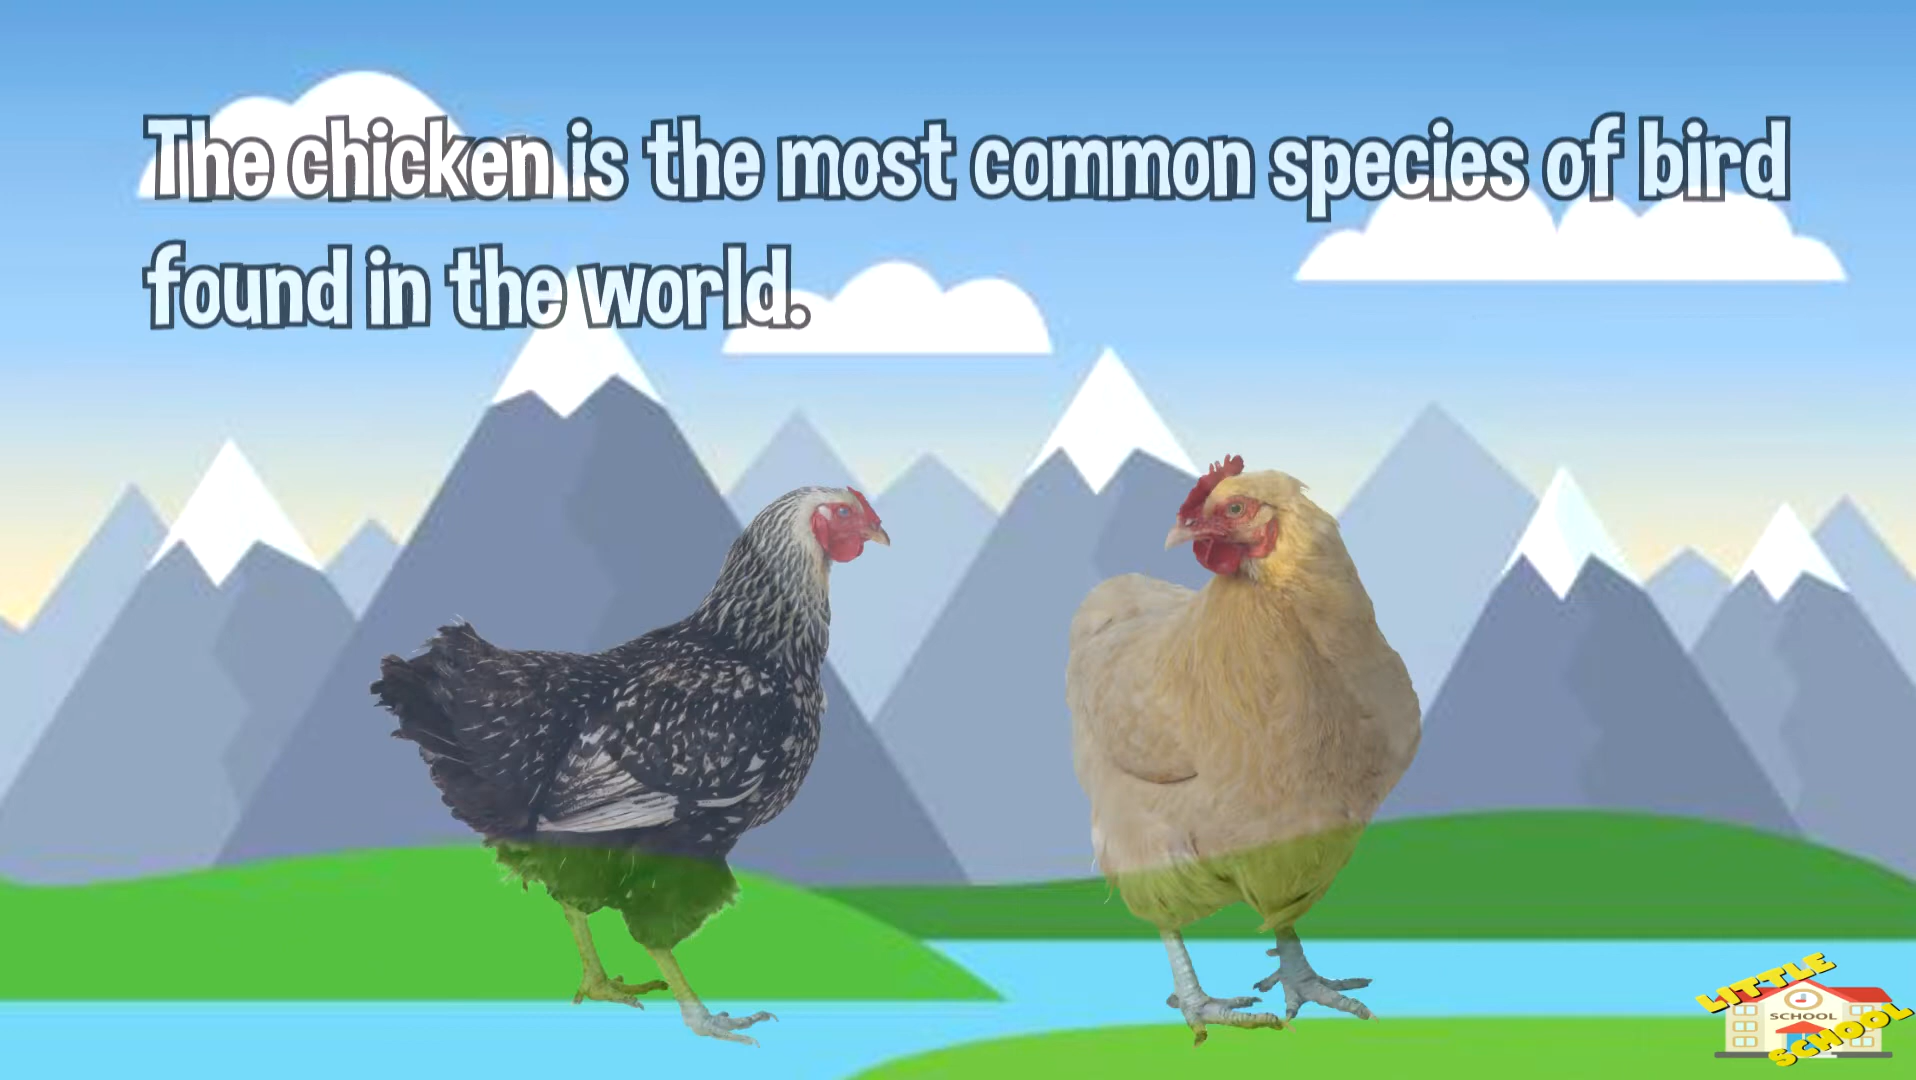 The chicken is the most common species of bird
found in the world.
LITTLE
SCHOOL
SCHOOL